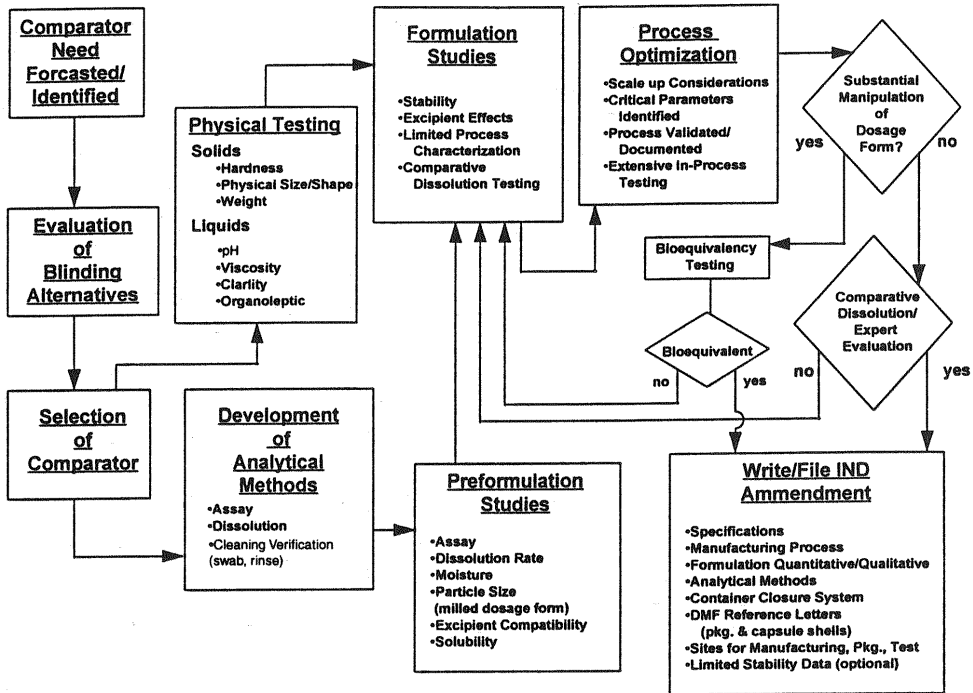 Comparator
Need
Forcasted/
Identified
Evaluation
of
Blinding
Alternatives
Selection
of
Comparator
Physical Testing
Solids
•Hardness
•Physical Size/Shape
•Weight
Liquids
•pH
•Viscosity
•Clarlity
•Organoleptic
Development
of
Analytical
Methods
•Assay
•Dissolution
•Cleaning Verification
(swab, rinse)
Preformulation
Studies
•Assay
•Dissolution Rate
•Moisture
•Particle Size
(milled dosage form)
•Excipient Compatibility
•Solubility
Formulation
Studies
•Stability
•Excipient Effects
•Limited Process
Characterization
•Comparative
Dissolution Testing
Process
Optimization
•Scale up Considerations
•Critical Parameters
Identified
•Process Validated/
Documented
•Extensive In-Process
Testing
Substantial
Manipulation
of
Dosage
Form?
yes
no
Bioequivalency
Testing
Bioequivalent
no
yes
Comparative
Dissolution/
Expert
Evaluation
no
yes
Write/File IND
Ammendment
•Specifications
•Manufacturing Process
•Formulation Quantitative/Qualitative
•Analytical Methods
•Container Closure System
•DMF Reference Letters
(pkg. & capsule shells)
•Sites for Manufacturing, Pkg., Test
•Limited Stability Data (optional)